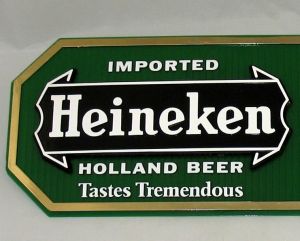 IMPORTED
Heineken
HOLLAND BEER
Tastes Tremendous